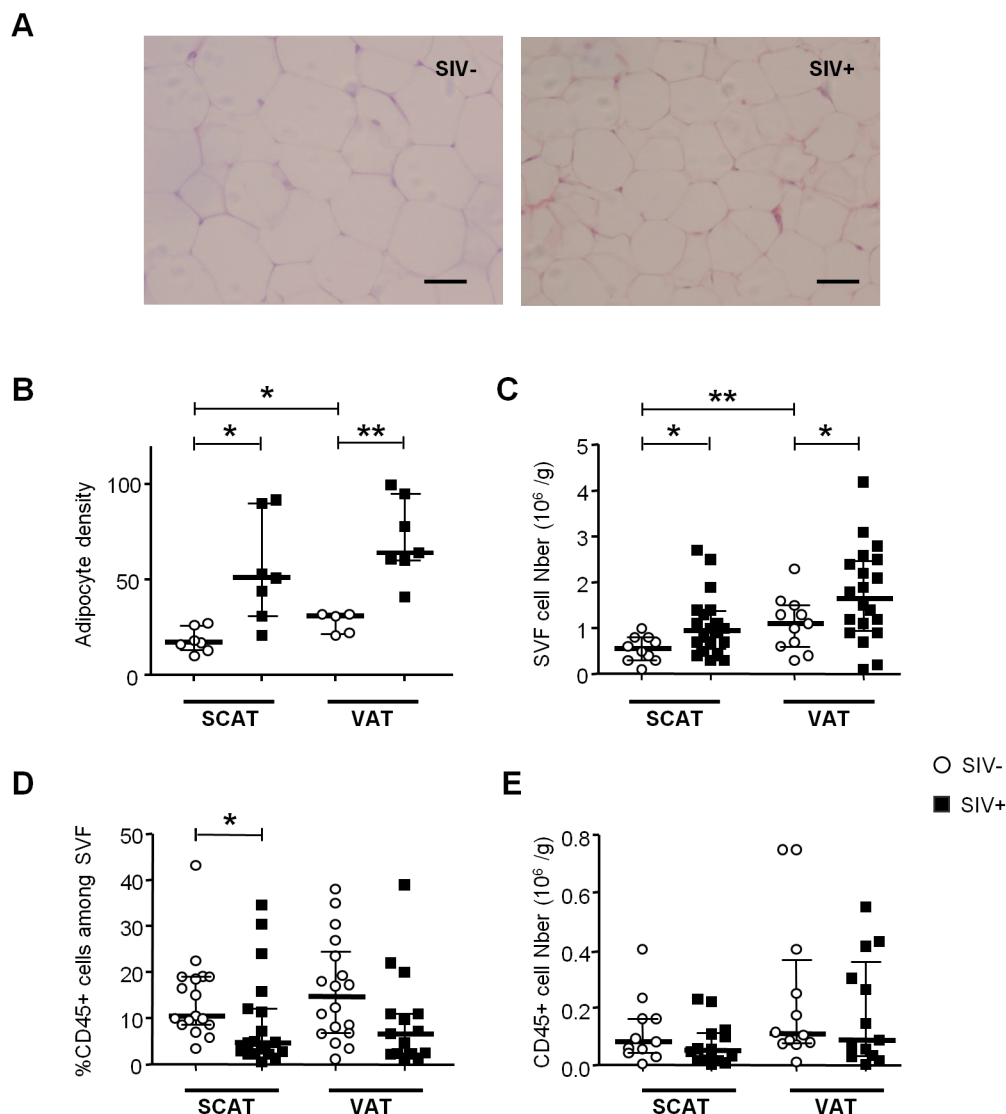 A
SIV-
SIV+
B
*
*
**
Adipocyte density
100
50
0
SCAT
VAT
C
**
*
*
SVF cell Nber (10⁶ /g)
5
4
3
2
1
0
SCAT
VAT
SIV-
SIV+
D
*
%CD45+ cells among SVF
50
40
30
20
10
0
SCAT
VAT
E
CD45+ cell Nber (10⁶ /g)
0.8
0.6
0.4
0.2
0.0
SCAT
VAT